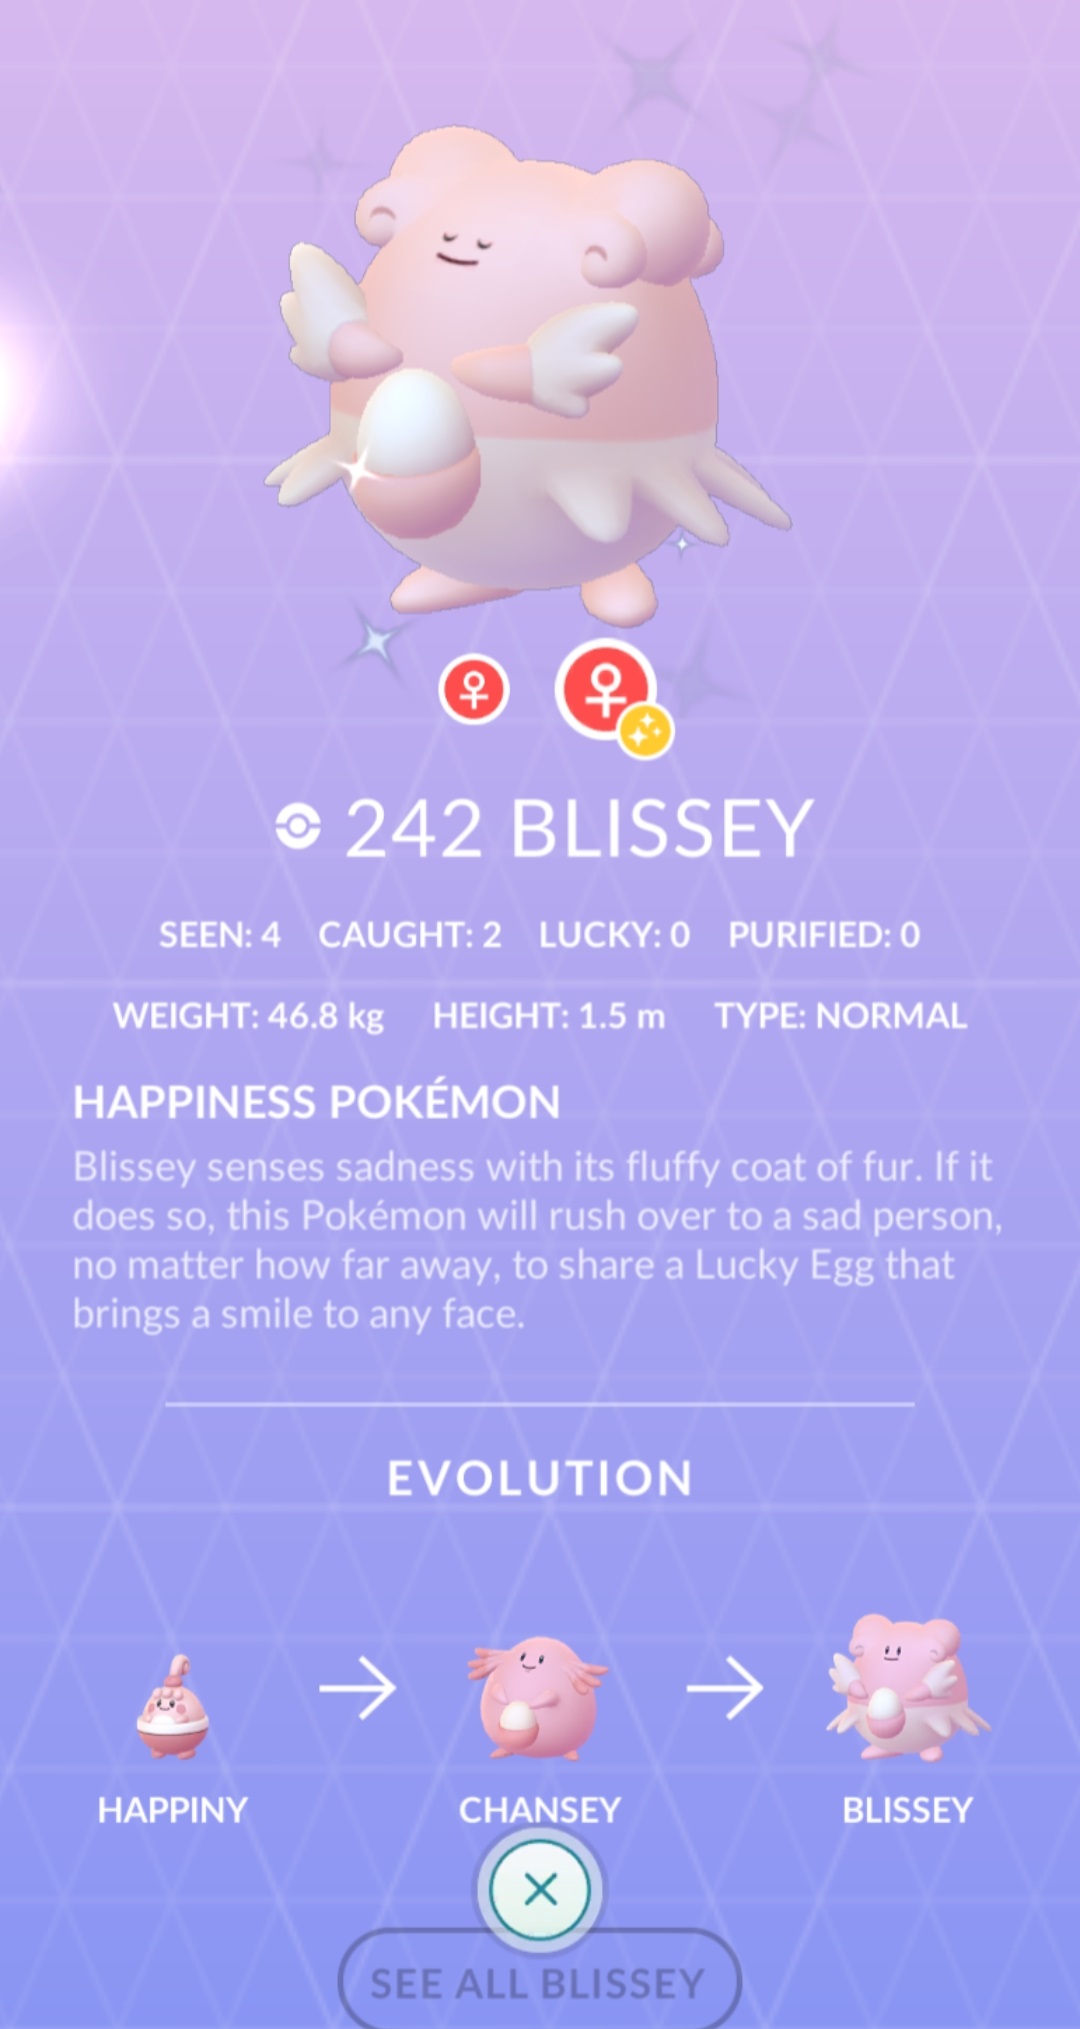 242 BLISSEY
SEEN: 4 CAUGHT: 2 LUCKY: 0 PURIFIED: 0
WEIGHT: 46.8 kg HEIGHT: 1.5 m TYPE: NORMAL
HAPPINESS POKÉMON
Blissey senses sadness with its fluffy coat of fur. If it
does so, this Pokémon will rush over to a sad person,
no matter how far away, to share a Lucky Egg that
brings a smile to any face.
EVOLUTION
HAPPINY CHANSEY BLISSEY
SEE ALL BLISSEY